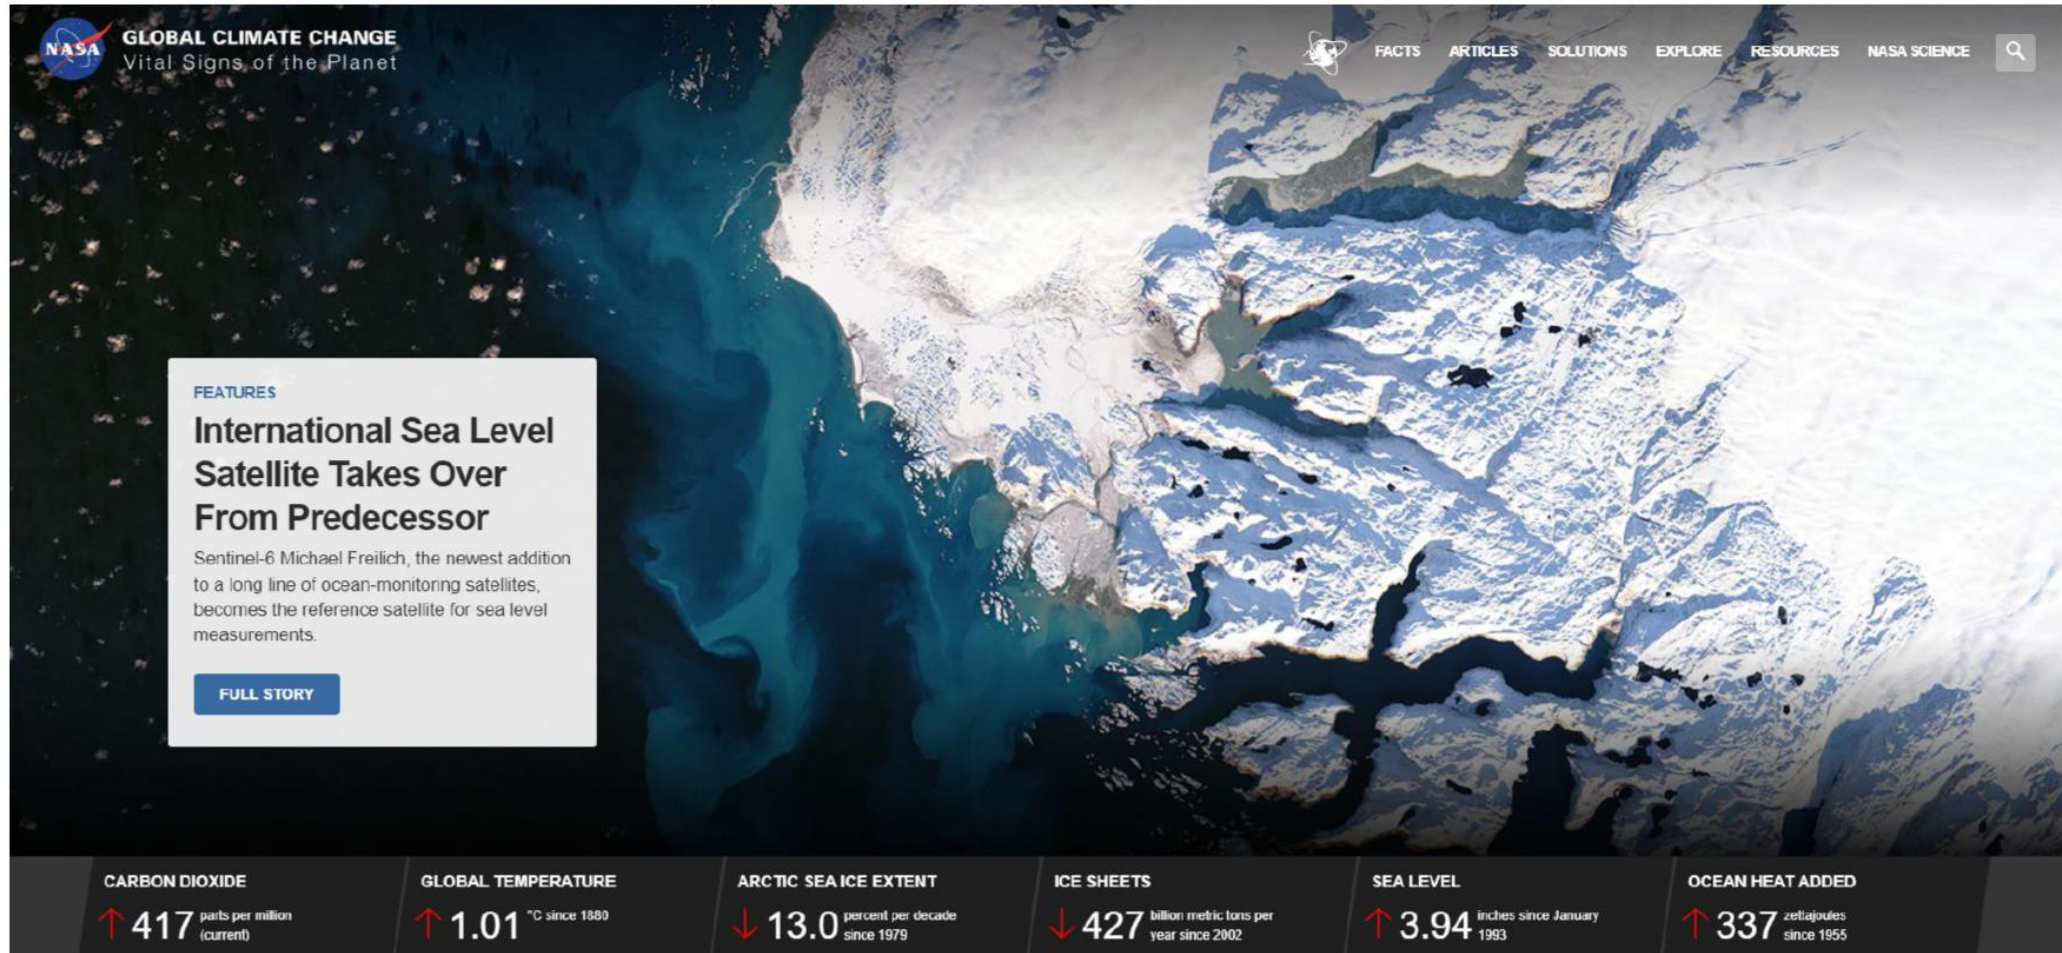 NASA
GLOBAL CLIMATE CHANGE
Vital Signs of the Planet
FACTS ARTICLES SOLUTIONS EXPLORE RESOURCES NASA SCIENCE
FEATURES
International Sea Level
Satellite Takes Over
From Predecessor
Sentinel-6 Michael Freilich, the newest addition
to a long line of ocean-monitoring satellites,
becomes the reference satellite for sea level
measurements.
FULL STORY
CARBON DIOXIDE
↑ 417 parts per million
(current)
GLOBAL TEMPERATURE
↑ 1.01 °C since 1880
ARCTIC SEA ICE EXTENT
↓ 13.0 percent per decade
since 1979
ICE SHEETS
↓ 427 billion metric tons per
year since 2002
SEA LEVEL
↑ 3.94 inches since January
1993
OCEAN HEAT ADDED
↑ 337 zettajoules
since 1955